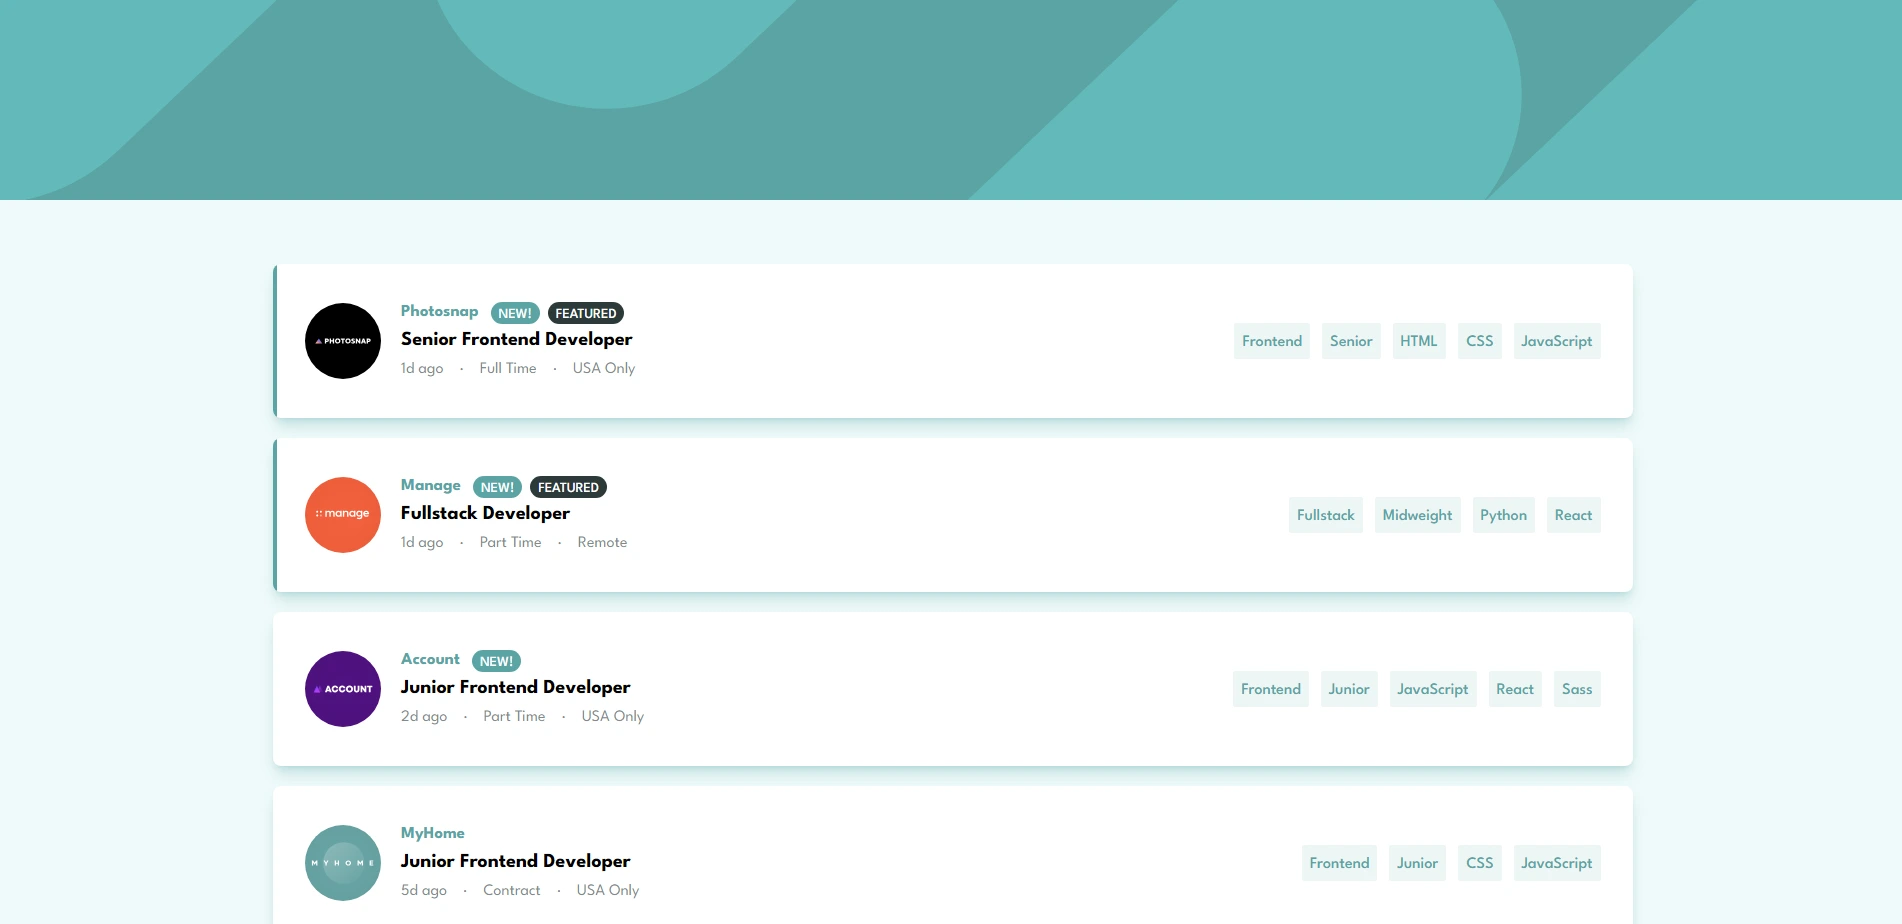 PHOTOSNAP
Photosnap NEW! FEATURED
Senior Frontend Developer
1d ago · Full Time · USA Only
Frontend Senior HTML CSS JavaScript
manage
Manage NEW! FEATURED
Fullstack Developer
1d ago · Part Time · Remote
Fullstack Midweight Python React
ACCOUNT
Account NEW!
Junior Frontend Developer
2d ago · Part Time · USA Only
Frontend Junior JavaScript React Sass
MYHOME
MyHome
Junior Frontend Developer
5d ago · Contract · USA Only
Frontend Junior CSS JavaScript